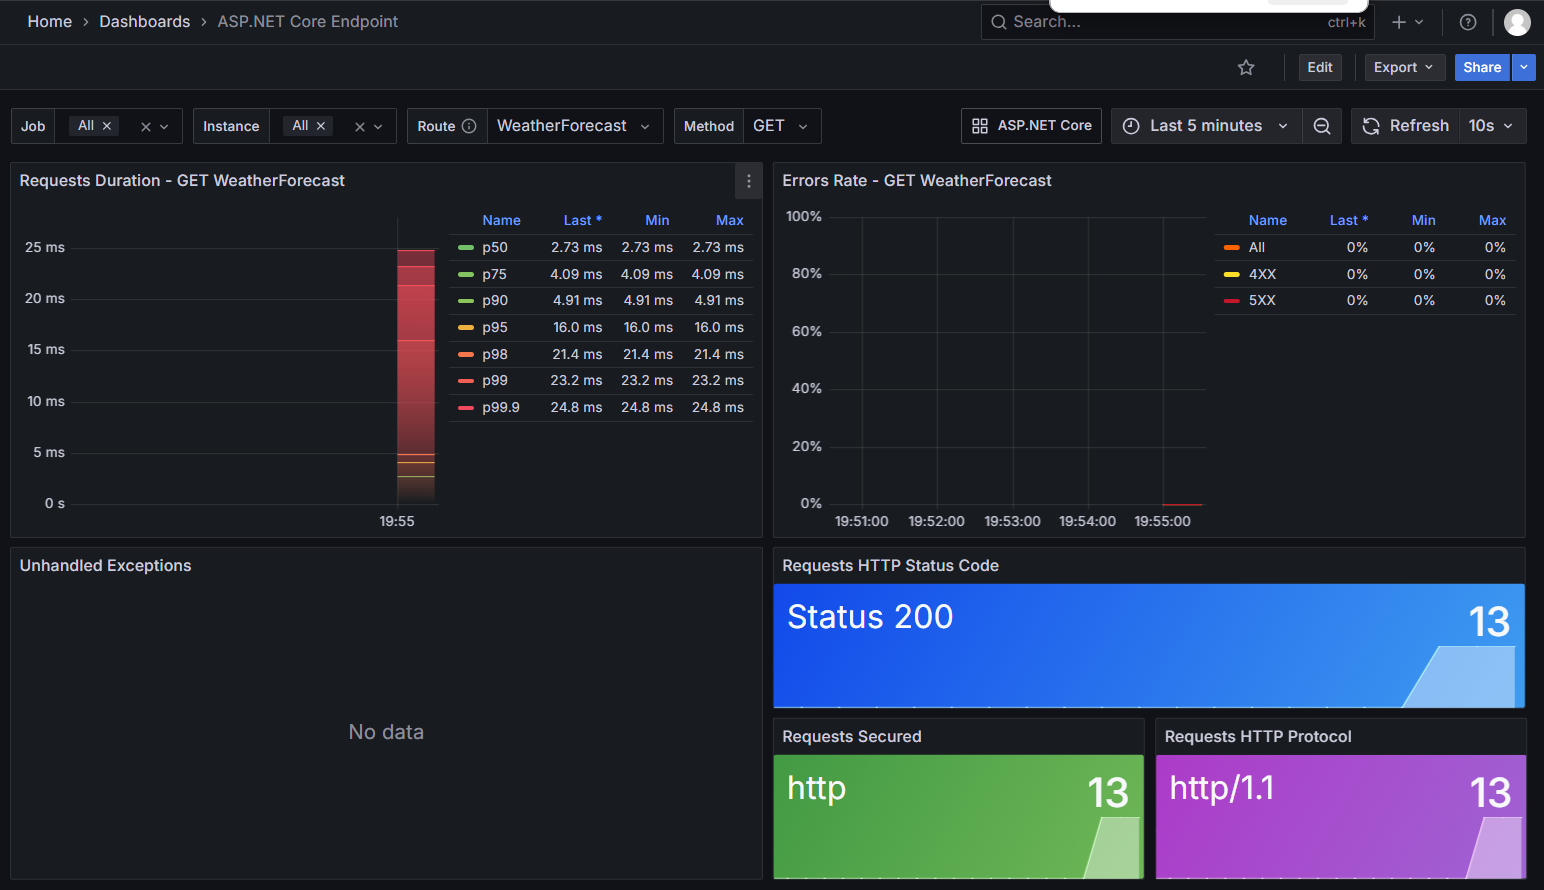 Home › Dashboards › ASP.NET Core Endpoint
Search... ctrl+k
Edit Export Share
Job All Instance All Route WeatherForecast Method GET ASP.NET Core Last 5 minutes Refresh 10s
Requests Duration - GET WeatherForecast
25 ms
20 ms
15 ms
10 ms
5 ms
0 s
19:55
Name Last * Min Max
p50 2.73 ms 2.73 ms 2.73 ms
p75 4.09 ms 4.09 ms 4.09 ms
p90 4.91 ms 4.91 ms 4.91 ms
p95 16.0 ms 16.0 ms 16.0 ms
p98 21.4 ms 21.4 ms 21.4 ms
p99 23.2 ms 23.2 ms 23.2 ms
p99.9 24.8 ms 24.8 ms 24.8 ms
Errors Rate - GET WeatherForecast
100%
80%
60%
40%
20%
0%
19:51:00 19:52:00 19:53:00 19:54:00 19:55:00
Name Last * Min Max
All 0% 0% 0%
4XX 0% 0% 0%
5XX 0% 0% 0%
Unhandled Exceptions
No data
Requests HTTP Status Code
Status 200 13
Requests Secured
http 13
Requests HTTP Protocol
http/1.1 13